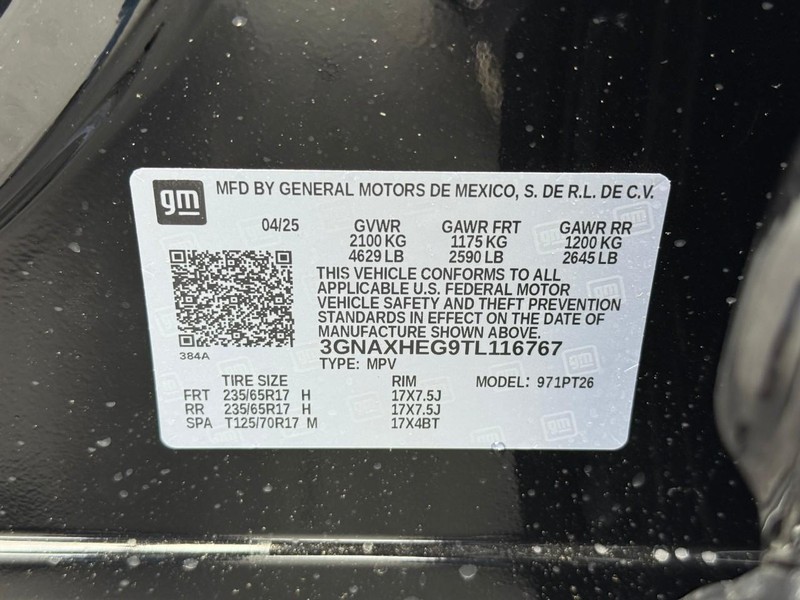 gm MFD BY GENERAL MOTORS DE MEXICO, S. DE R.L. DE C.V.
04/25 GVWR GAWR FRT GAWR RR
2100 KG 1175 KG 1200 KG
4629 LB 2590 LB 2645 LB
THIS VEHICLE CONFORMS TO ALL
APPLICABLE U.S. FEDERAL MOTOR
VEHICLE SAFETY AND THEFT PREVENTION
STANDARDS IN EFFECT ON THE DATE OF
MANUFACTURE SHOWN ABOVE.
384A 3GNAXHEG9TL116767
TYPE: MPV
TIRE SIZE RIM MODEL: 971PT26
FRT 235/65R17 H 17X7.5J
RR 235/65R17 H 17X7.5J
SPA T125/70R17 M 17X4BT